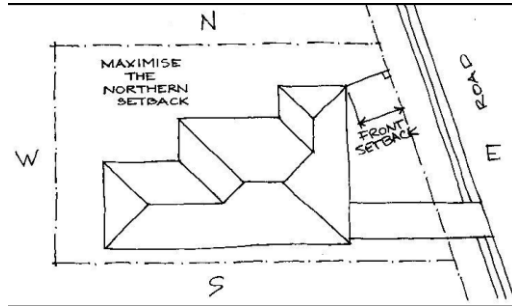 N
MAXIMISE
THE
NORTHERN
SETBACK
ROAD
FRONT
SETBACK
W
E
S